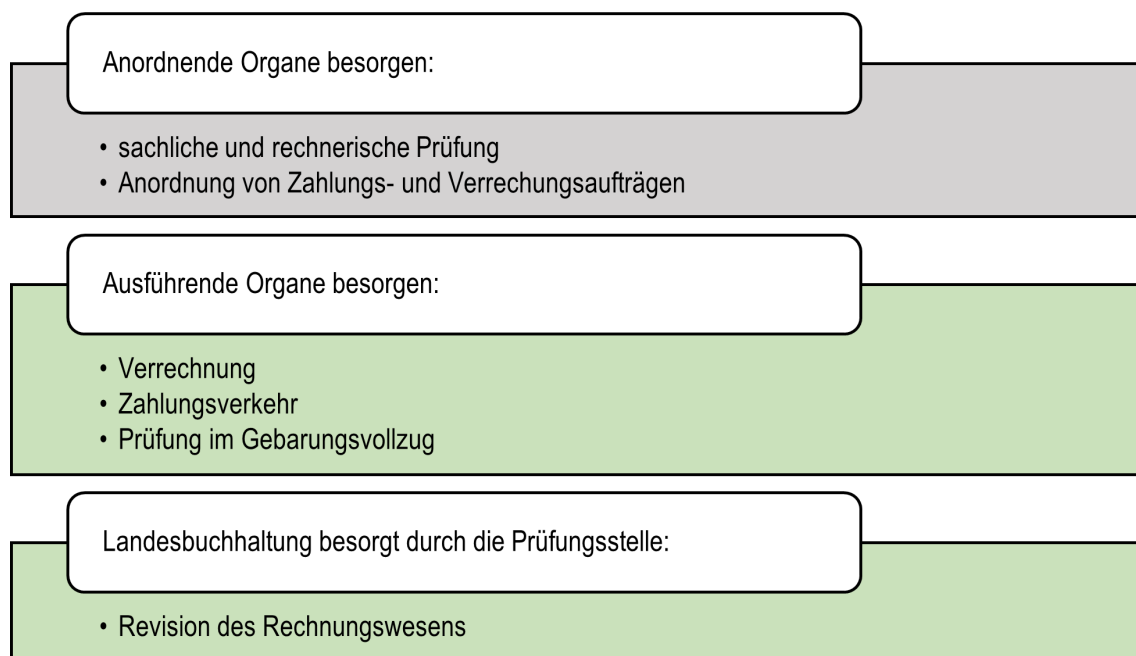 Anordnende Organe besorgen:
• sachliche und rechnerische Prüfung
• Anordnung von Zahlungs- und Verrechungsaufträgen
Ausführende Organe besorgen:
• Verrechnung
• Zahlungsverkehr
• Prüfung im Gebarungsvollzug
Landesbuchhaltung besorgt durch die Prüfungsstelle:
• Revision des Rechnungswesens